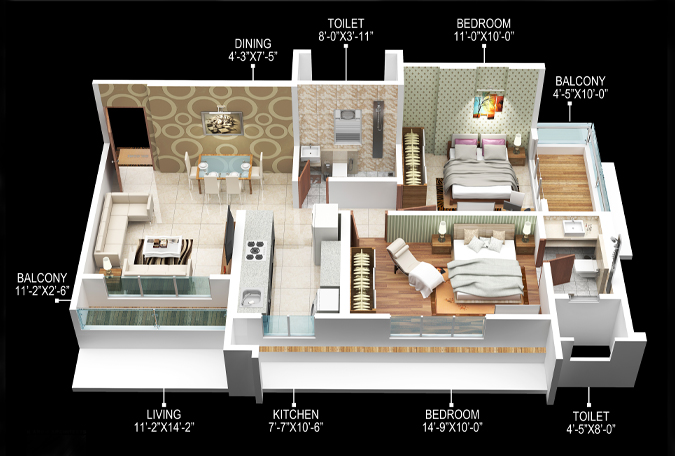 TOILET
8'-0"X3'-11"
BEDROOM
11'-0"X10'-0"
DINING
4'-3"X7'-5"
BALCONY
4'-5"X10'-0"
BALCONY
11'-2"X2'-6"
LIVING
11'-2"X14'-2"
KITCHEN
7'-7"X10'-6"
BEDROOM
14'-9"X10'-0"
TOILET
4'-5"X8'-0"